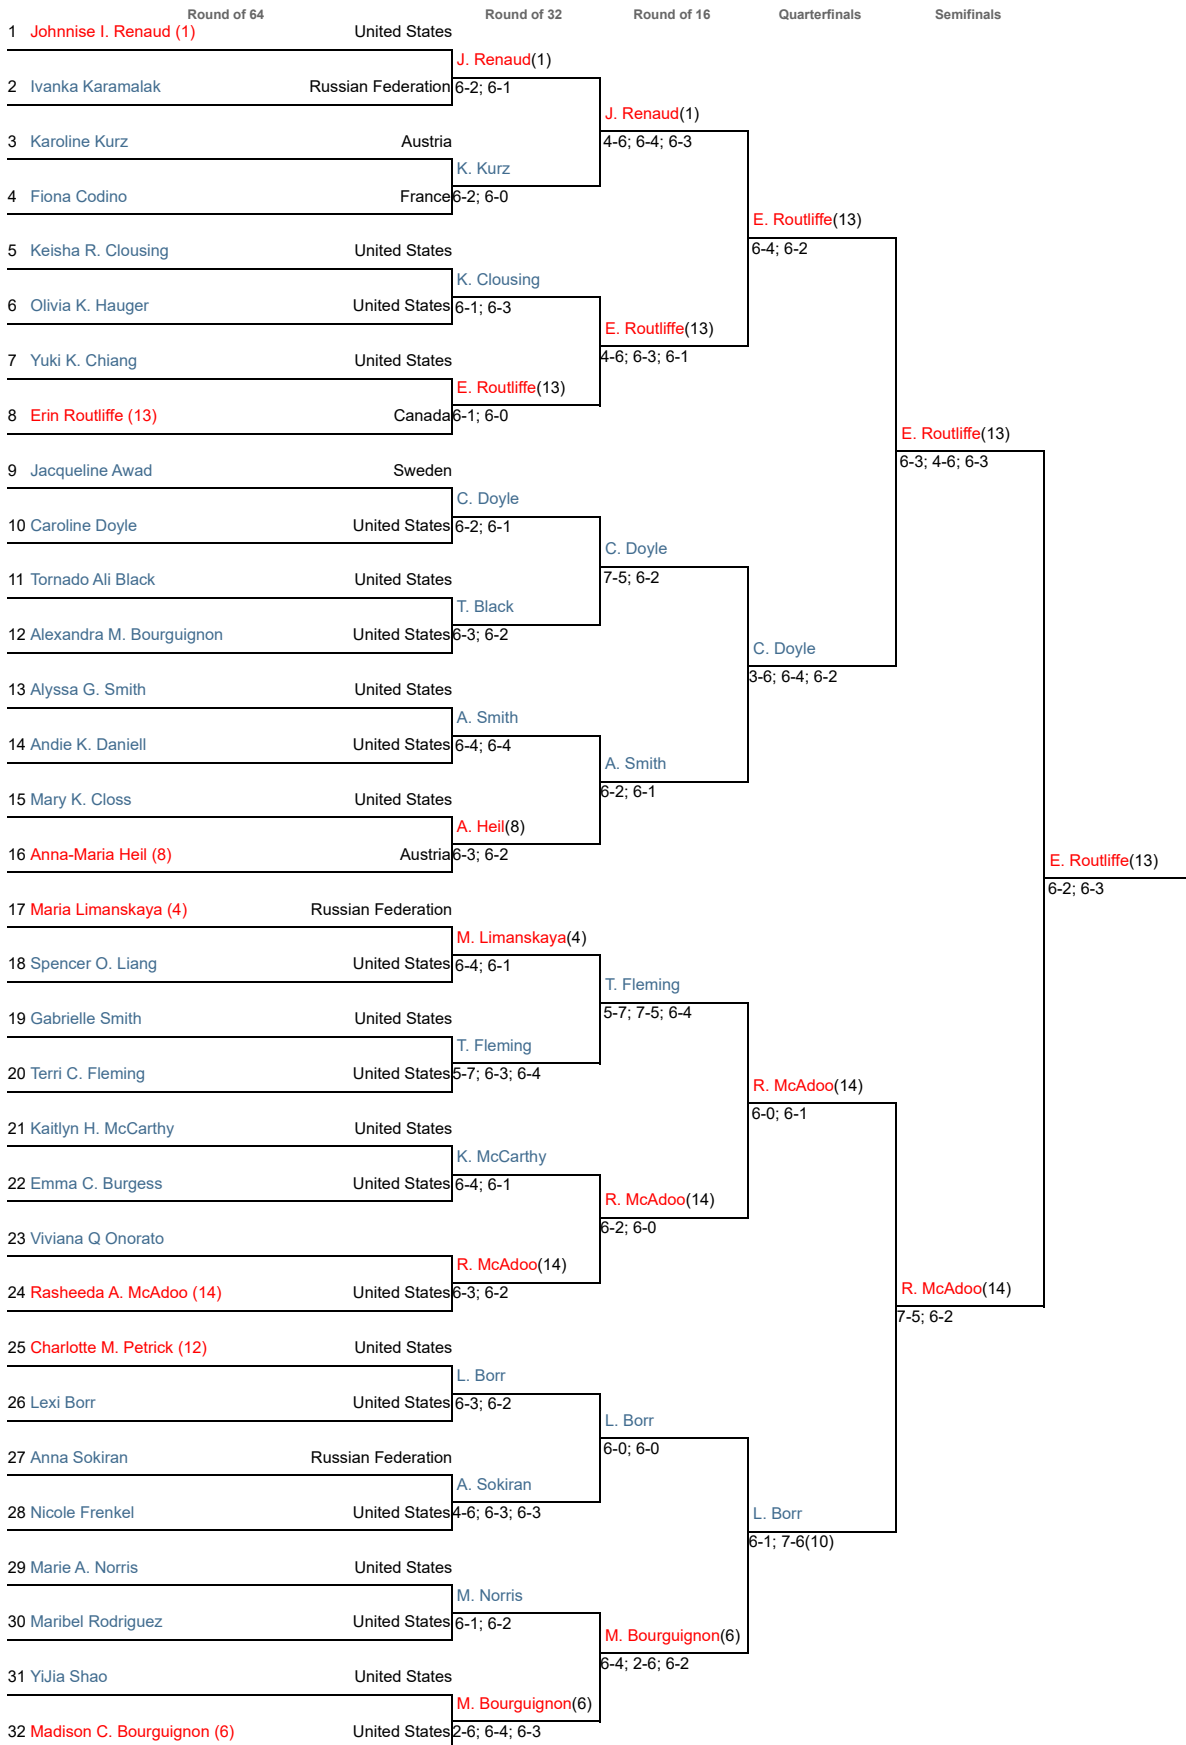 Round of 64 Round of 32 Round of 16 Quarterfinals Semifinals
1 Johnnise I. Renaud (1) United States
J. Renaud(1)
2 Ivanka Karamalak Russian Federation 6-2; 6-1
J. Renaud(1)
3 Karoline Kurz Austria 4-6; 6-4; 6-3
K. Kurz
4 Fiona Codino France 6-2; 6-0
E. Routliffe(13)
5 Keisha R. Clousing United States 6-4; 6-2
K. Clousing
6 Olivia K. Hauger United States 6-1; 6-3
E. Routliffe(13)
7 Yuki K. Chiang United States 4-6; 6-3; 6-1
E. Routliffe(13)
8 Erin Routliffe (13) Canada 6-1; 6-0
E. Routliffe(13)
9 Jacqueline Awad Sweden 6-3; 4-6; 6-3
C. Doyle
10 Caroline Doyle United States 6-2; 6-1
C. Doyle
11 Tornado Ali Black United States 7-5; 6-2
T. Black
12 Alexandra M. Bourguignon United States 6-3; 6-2
C. Doyle
13 Alyssa G. Smith United States 3-6; 6-4; 6-2
A. Smith
14 Andie K. Daniell United States 6-4; 6-4
A. Smith
15 Mary K. Closs United States 6-2; 6-1
A. Heil(8)
16 Anna-Maria Heil (8) Austria 6-3; 6-2
E. Routliffe(13)
6-2; 6-3
17 Maria Limanskaya (4) Russian Federation
M. Limanskaya(4)
18 Spencer O. Liang United States 6-4; 6-1
T. Fleming
19 Gabrielle Smith United States 5-7; 7-5; 6-4
T. Fleming
20 Terri C. Fleming United States 5-7; 6-3; 6-4
R. McAdoo(14)
21 Kaitlyn H. McCarthy United States 6-0; 6-1
K. McCarthy
22 Emma C. Burgess United States 6-4; 6-1
R. McAdoo(14)
23 Viviana Q Onorato 6-2; 6-0
R. McAdoo(14)
24 Rasheeda A. McAdoo (14) United States 6-3; 6-2
R. McAdoo(14)
7-5; 6-2
25 Charlotte M. Petrick (12) United States
L. Borr
26 Lexi Borr United States 6-3; 6-2
L. Borr
27 Anna Sokiran Russian Federation 6-0; 6-0
A. Sokiran
28 Nicole Frenkel United States 4-6; 6-3; 6-3
L. Borr
29 Marie A. Norris United States 6-1; 7-6(10)
M. Norris
30 Maribel Rodriguez United States 6-1; 6-2
M. Bourguignon(6)
31 YiJia Shao United States 6-4; 2-6; 6-2
M. Bourguignon(6)
32 Madison C. Bourguignon (6) United States 2-6; 6-4; 6-3